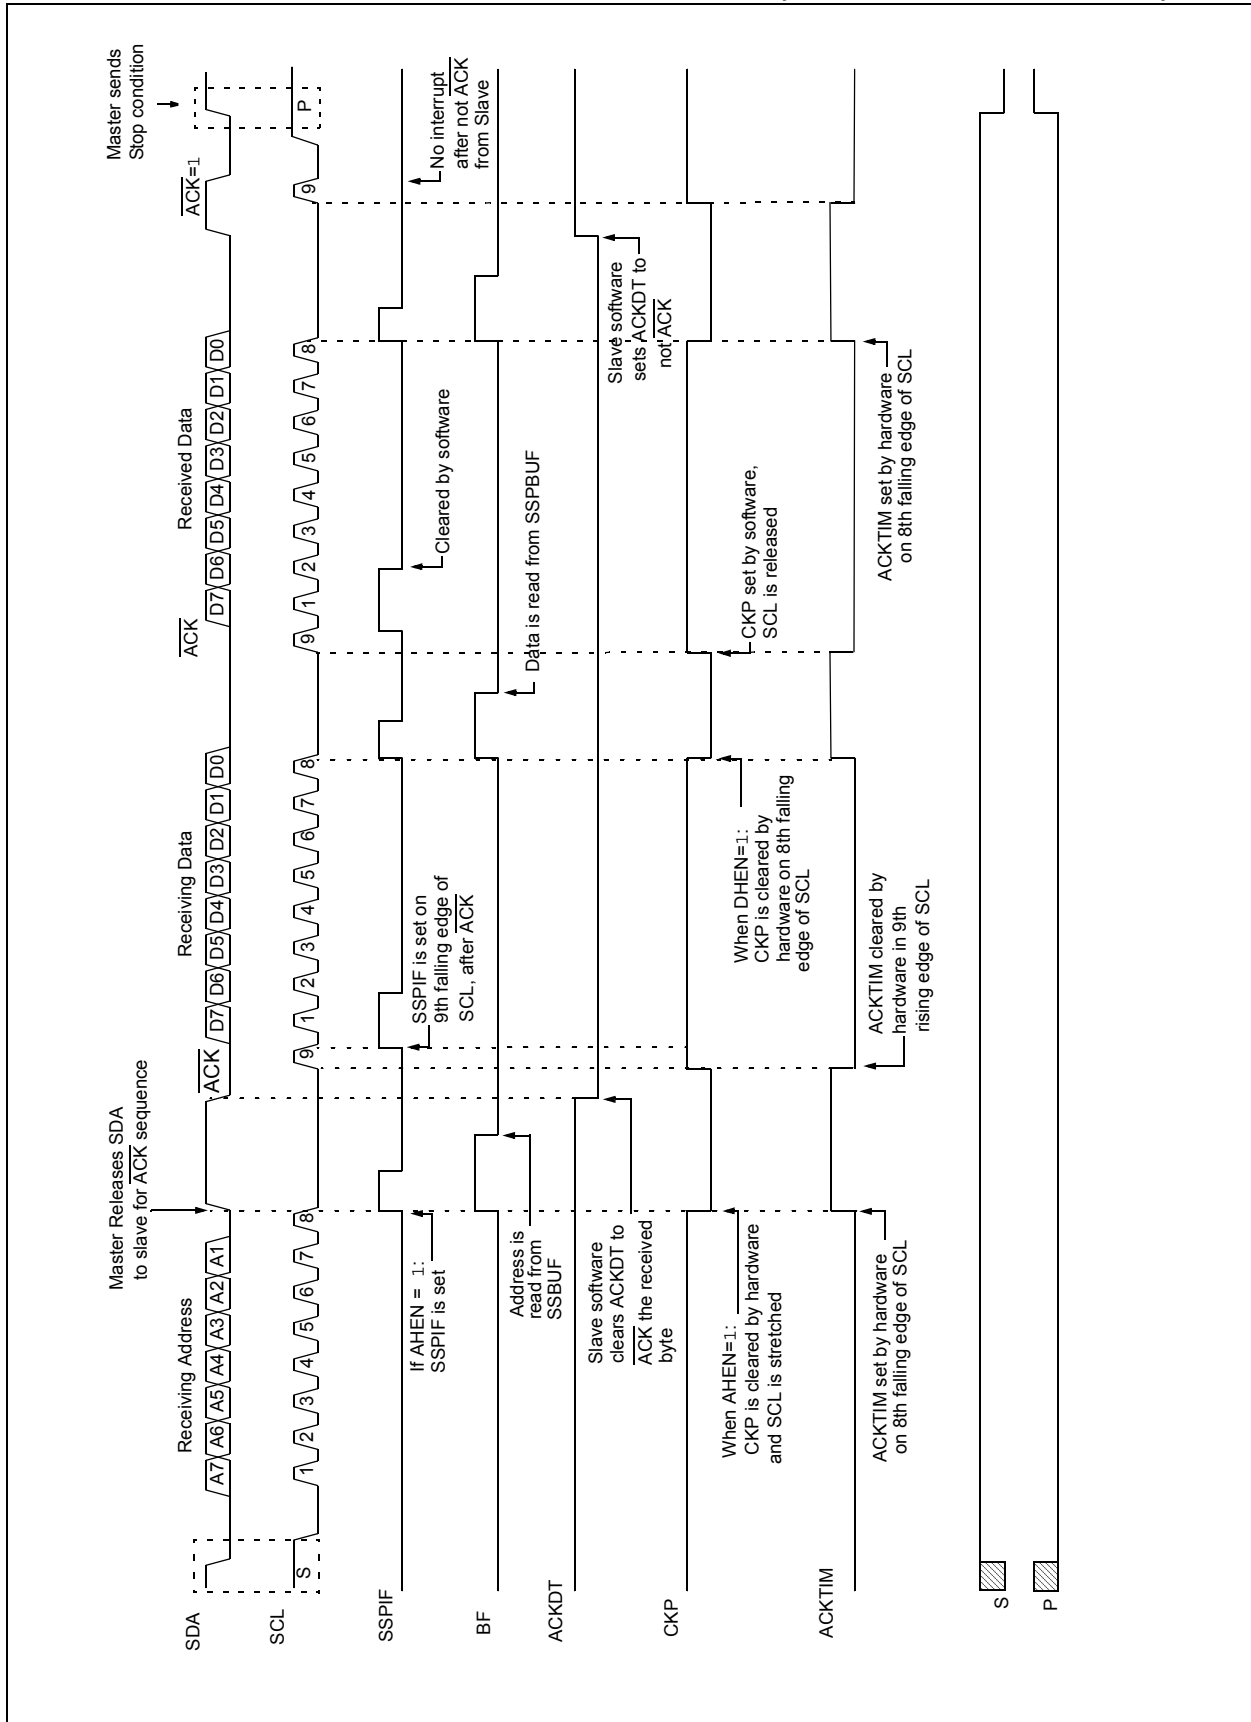 Master Releases SDA
to slave for ACK sequence
Master sends
Stop condition
Receiving Address
Receiving Data
Received Data
ACK
ACK
ACK=1
SDA
A7 A6 A5 A4 A3 A2 A1
D7 D6 D5 D4 D3 D2 D1 D0
D7 D6 D5 D4 D3 D2 D1 D0
SCL
S
1 2 3 4 5 6 7 8 9
1 2 3 4 5 6 7 8 9
1 2 3 4 5 6 7 8 9
P
SSPIF
If AHEN = 1:
SSPIF is set
SSPIF is set on
9th falling edge of
SCL, after ACK
Cleared by software
No interrupt
after not ACK
from Slave
BF
Address is
read from
SSBUF
Data is read from SSPBUF
ACKDT
Slave software
clears ACKDT to
ACK the received
byte
Slave software
sets ACKDT to
not ACK
CKP
When AHEN=1:
CKP is cleared by hardware
and SCL is stretched
When DHEN=1:
CKP is cleared by
hardware on 8th falling
edge of SCL
CKP set by software,
SCL is released
ACKTIM
ACKTIM set by hardware
on 8th falling edge of SCL
ACKTIM cleared by
hardware in 9th
rising edge of SCL
ACKTIM set by hardware
on 8th falling edge of SCL
S
P